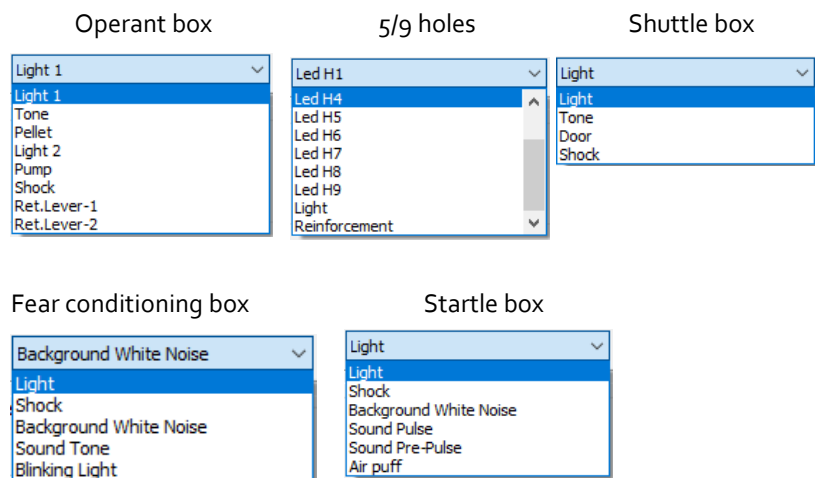 Operant box
5/9 holes
Shuttle box
Light 1
Light 1
Tone
Pellet
Light 2
Pump
Shock
Ret.Lever-1
Ret.Lever-2
Led H1
Led H4
Led H5
Led H6
Led H7
Led H8
Led H9
Light
Reinforcement
Light
Light
Tone
Door
Shock
Fear conditioning box
Startle box
Background White Noise
Light
Shock
Background White Noise
Sound Tone
Blinking Light
Light
Light
Shock
Background White Noise
Sound Pulse
Sound Pre-Pulse
Air puff